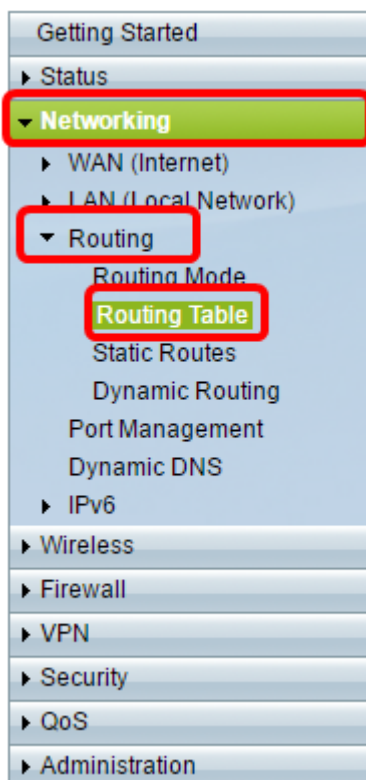 Getting Started
Status
Networking
WAN (Internet)
LAN (Local Network)
Routing
Routing Mode
Routing Table
Static Routes
Dynamic Routing
Port Management
Dynamic DNS
IPv6
Wireless
Firewall
VPN
Security
QoS
Administration